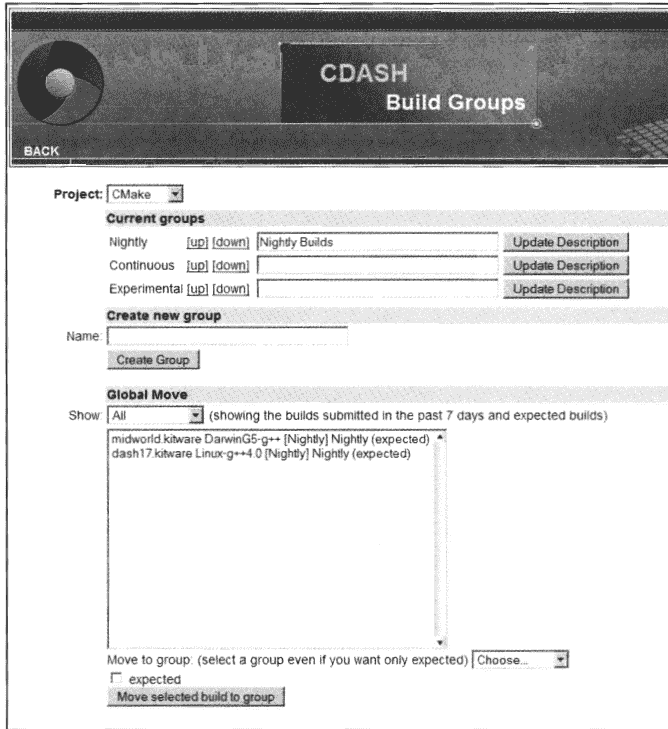 CDASH
Build Groups
BACK
Project: CMake
Current groups
Nightly [up] [down] Nightly Builds Update Description
Continuous [up] [down] Update Description
Experimental [up] [down] Update Description
Create new group
Name:
Create Group
Global Move
Show: All (showing the builds submitted in the past 7 days and expected builds)
midworld.kitware DarwinG5-g++ [Nightly] Nightly (expected)
dash17.kitware Linux-g++4.0 [Nightly] Nightly (expected)
Move to group: (select a group even if you want only expected) Choose...
expected
Move selected build to group